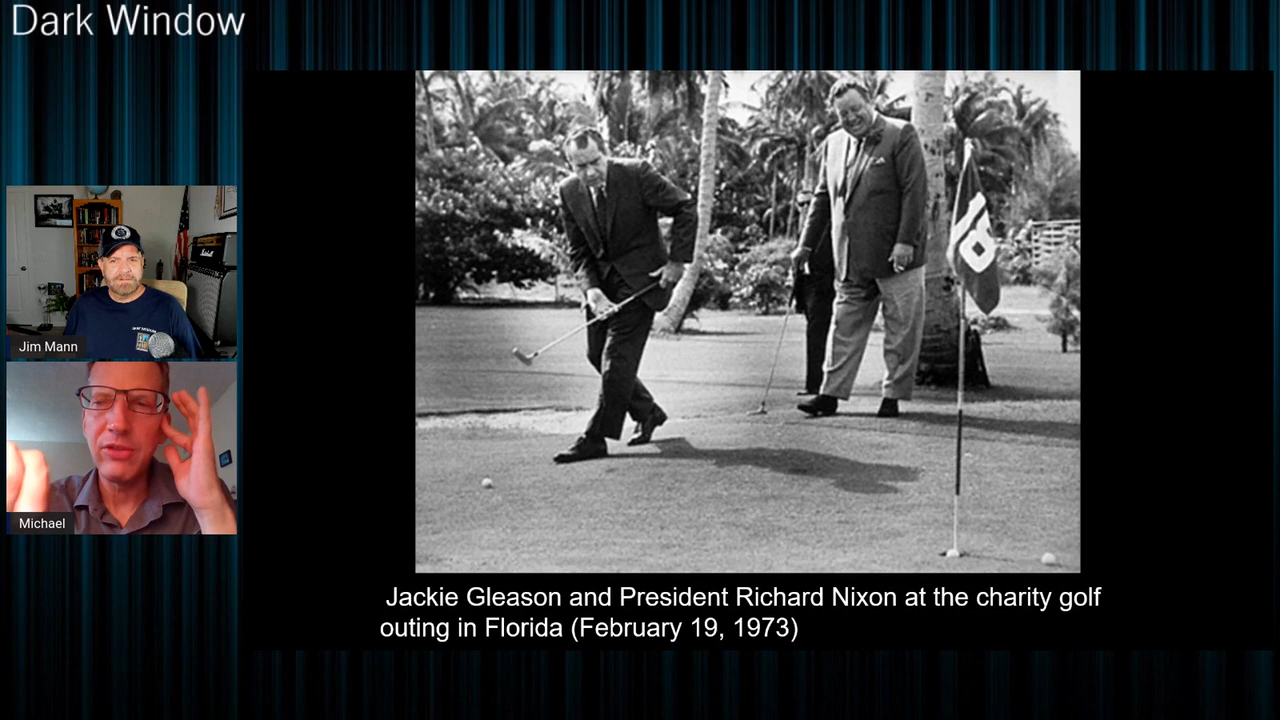 Dark Window
Jim Mann
Michael
18
Jackie Gleason and President Richard Nixon at the charity golf
outing in Florida (February 19, 1973)